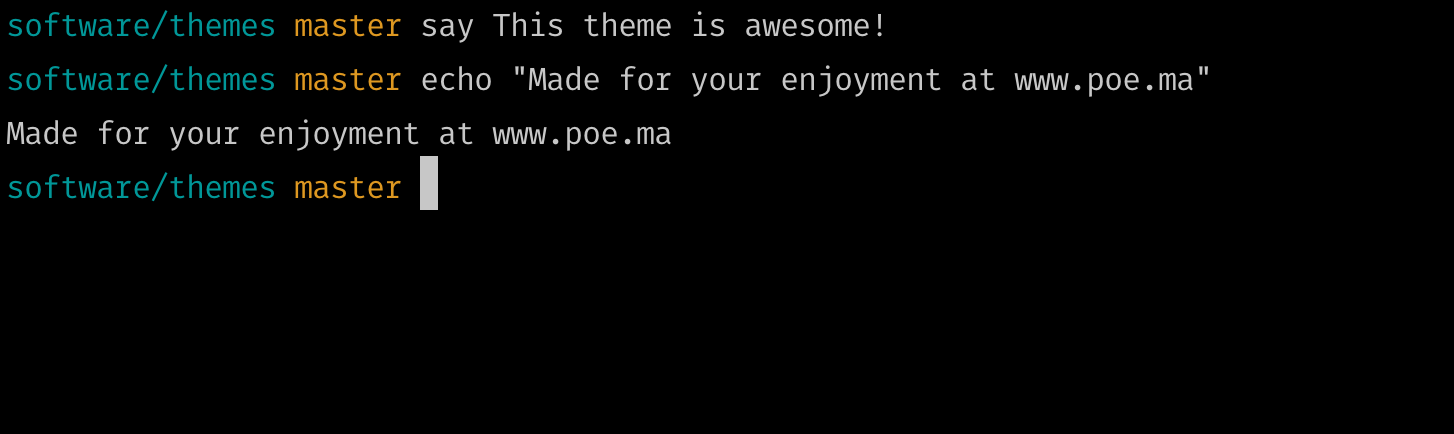 software/themes master say This theme is awesome!
software/themes master echo "Made for your enjoyment at www.poe.ma"
Made for your enjoyment at www.poe.ma
software/themes master